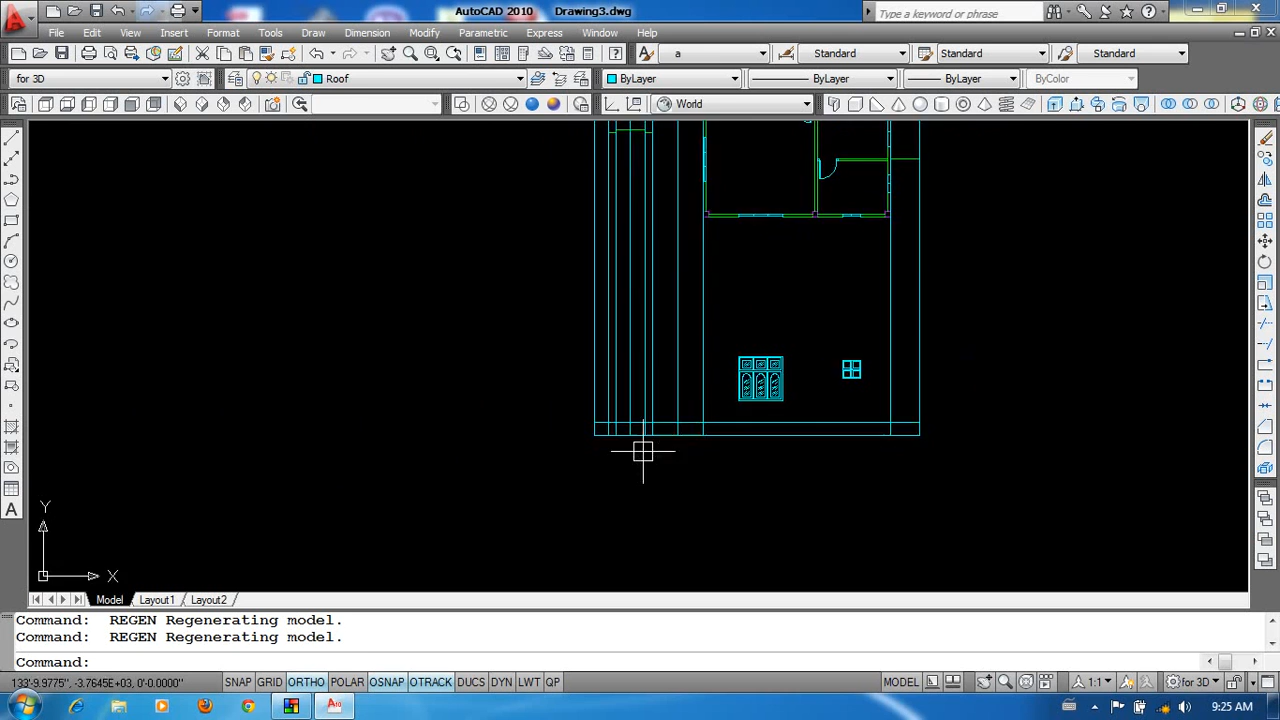 AutoCAD 2010 Drawing3.dwg
Type a keyword or phrase
File Edit View Insert Format Tools Draw Dimension Modify Parametric Express Window Help
a Standard Standard Standard
for 3D Roof ByLayer ByLayer ByLayer ByColor
World
Y
X
Model Layout1 Layout2
Command: REGEN Regenerating model.
Command: REGEN Regenerating model.
Command:
133'-9.9775", -3.7645E+03, 0'-0.0000" SNAP GRID ORTHO POLAR OSNAP OTRACK DUCS DYN LWT QP MODEL 1:1 for 3D
9:25 AM